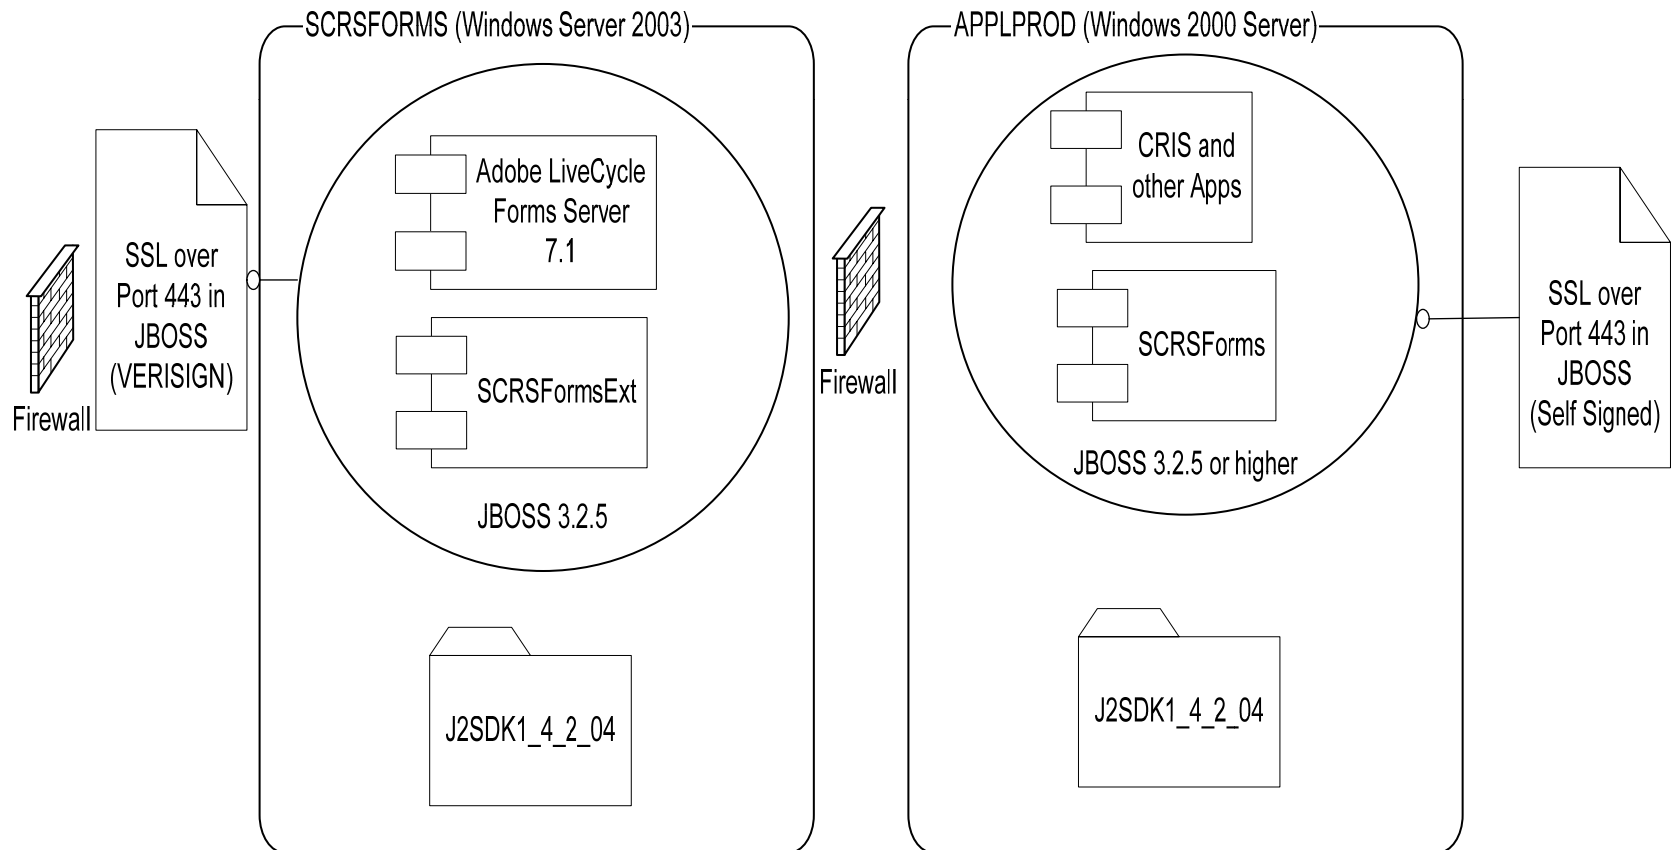 SCRSFORMS (Windows Server 2003)
Adobe LiveCycle
Forms Server
7.1
SCRSFormsExt
JBOSS 3.2.5
J2SDK1_4_2_04
SSL over
Port 443 in
JBOSS
(VERISIGN)
Firewall
Firewall
APPLPROD (Windows 2000 Server)
CRIS and
other Apps
SCRSForms
JBOSS 3.2.5 or higher
J2SDK1_4_2_04
SSL over
Port 443 in
JBOSS
(Self Signed)